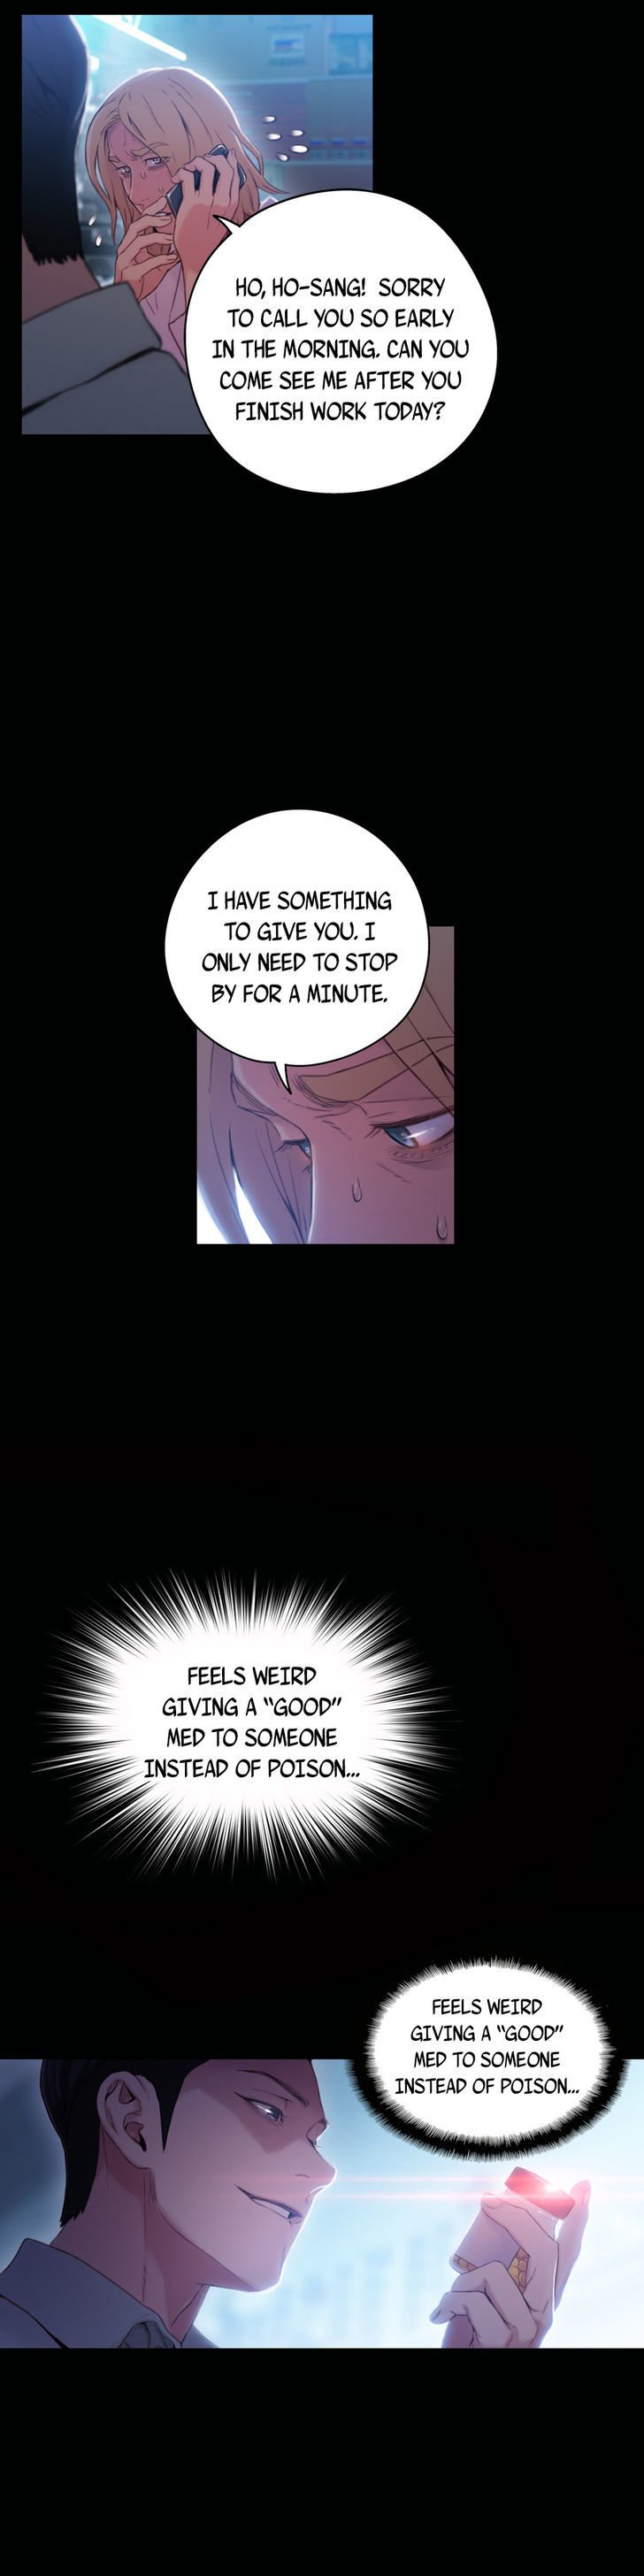 HO, HO-SANG! SORRY
TO CALL YOU SO EARLY
IN THE MORNING. CAN YOU
COME SEE ME AFTER YOU
FINISH WORK TODAY?
I HAVE SOMETHING
TO GIVE YOU. I
ONLY NEED TO STOP
BY FOR A MINUTE.
FEELS WEIRD
GIVING A "GOOD"
MED TO SOMEONE
INSTEAD OF POISON...
FEELS WEIRD
GIVING A "GOOD"
MED TO SOMEONE
INSTEAD OF POISON...